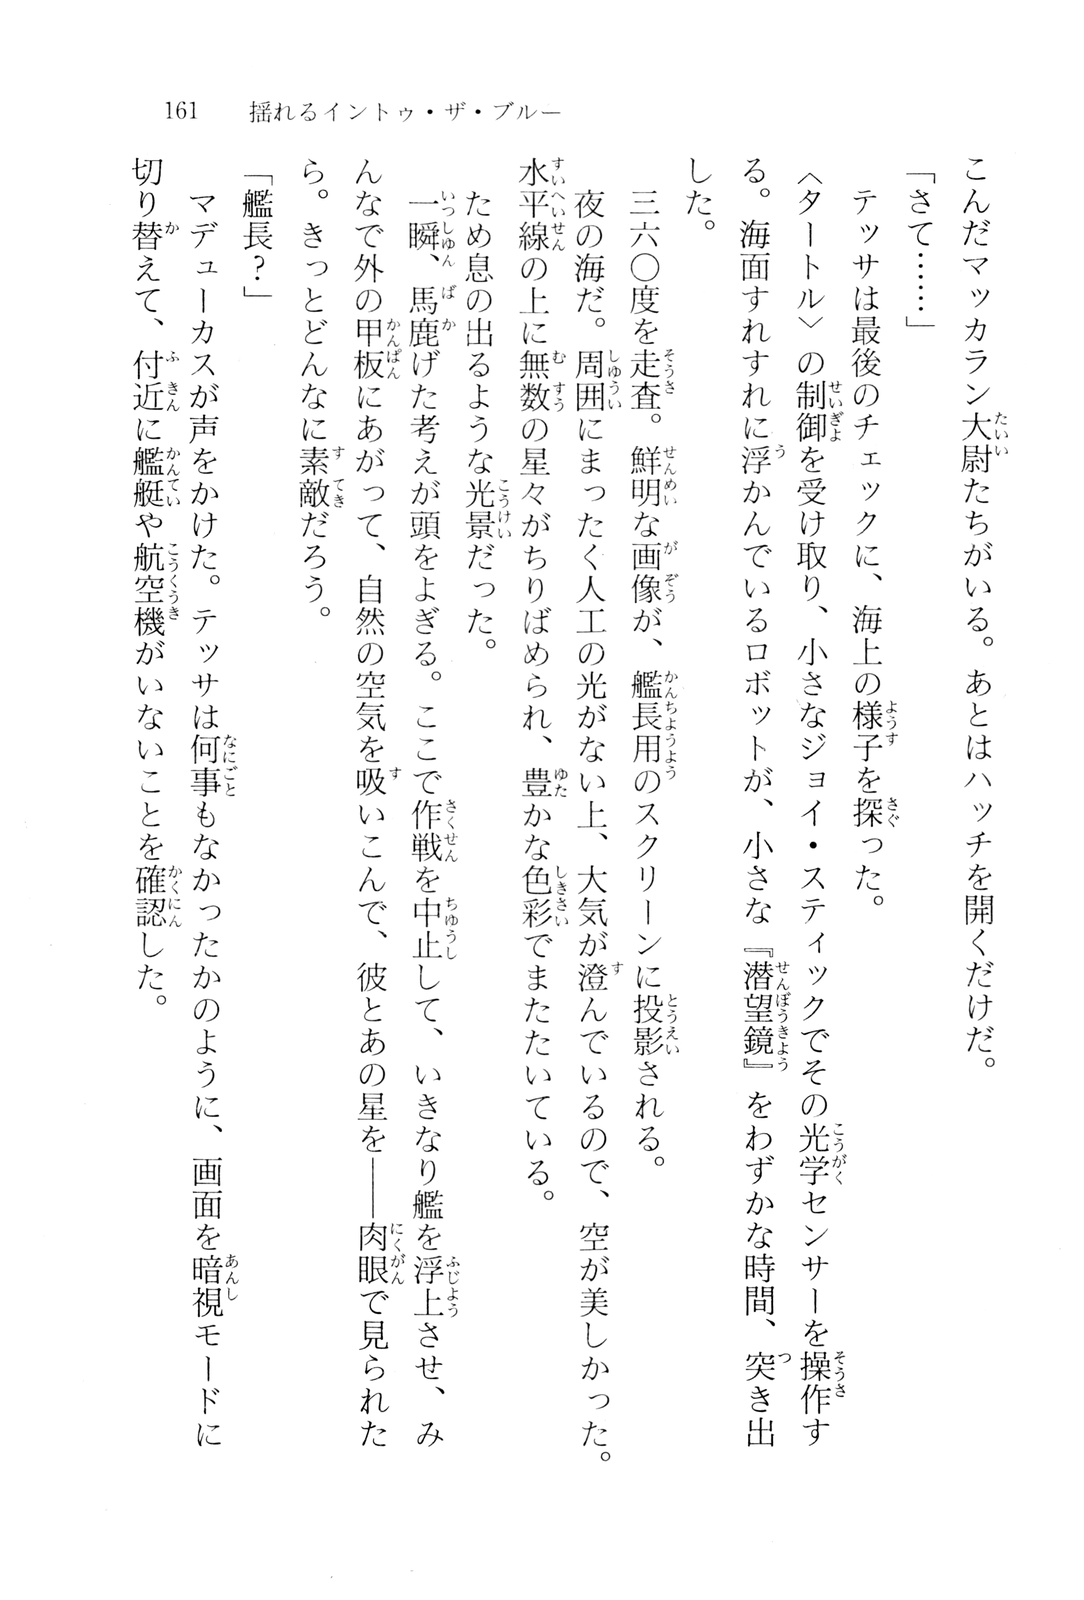 161　揺れるイントゥ・ザ・ブルー
こんだマッカラン大尉たちがいる。あとはハッチを開くだけだ。
「さて……」
テッサは最後のチェックに、海上の様子を探った。
〈タートル〉の制御を受け取り、小さなジョイ・スティックでその光学センサーを操作す
る。海面すれすれに浮かんでいるロボットが、小さな『潜望鏡』をわずかな時間、突き出
した。
三六〇度を走査。鮮明な画像が、艦長用のスクリーンに投影される。
夜の海だ。周囲にまったく人工の光がない上、大気が澄んでいるので、空が美しかった。
水平線の上に無数の星々がちりばめられ、豊かな色彩でまたたいている。
ため息の出るような光景だった。
一瞬、馬鹿げた考えが頭をよぎる。ここで作戦を中止して、いきなり艦を浮上させ、み
んなで外の甲板にあがって、自然の空気を吸いこんで、彼とあの星を――肉眼で見られた
ら。きっとどんなに素敵だろう。
「艦長？」
マデューカスが声をかけた。テッサは何事もなかったかのように、画面を暗視モードに
切り替えて、付近に艦艇や航空機がいないことを確認した。